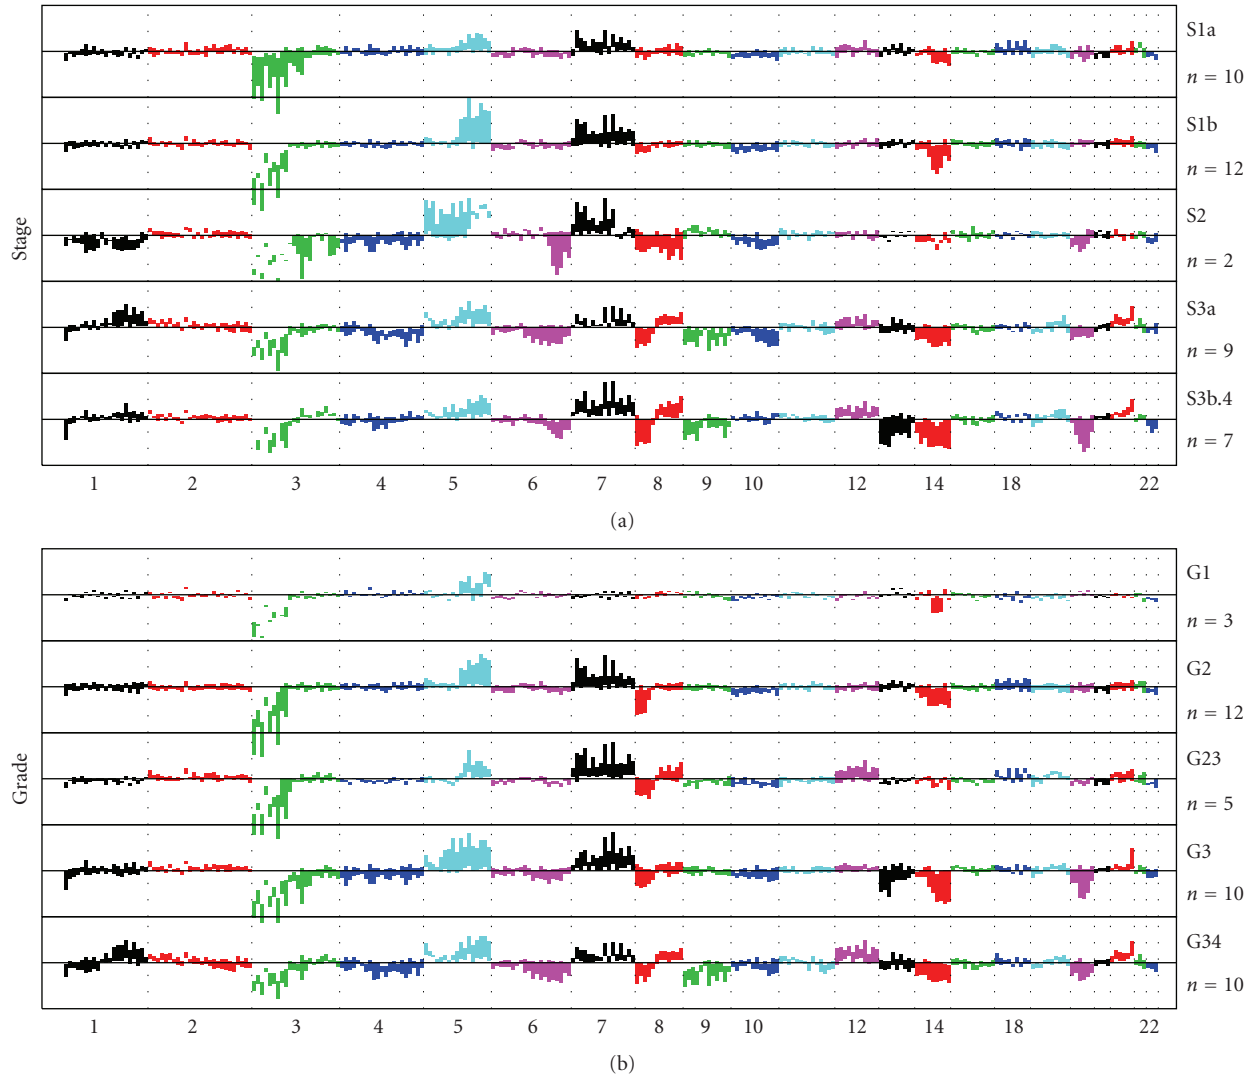 Stage
S1a
n = 10
S1b
n = 12
S2
n = 2
S3a
n = 9
S3b.4
n = 7
1 2 3 4 5 6 7 8 9 10 12 14 18 22
(a)
Grade
G1
n = 3
G2
n = 12
G23
n = 5
G3
n = 10
G34
n = 10
1 2 3 4 5 6 7 8 9 10 12 14 18 22
(b)